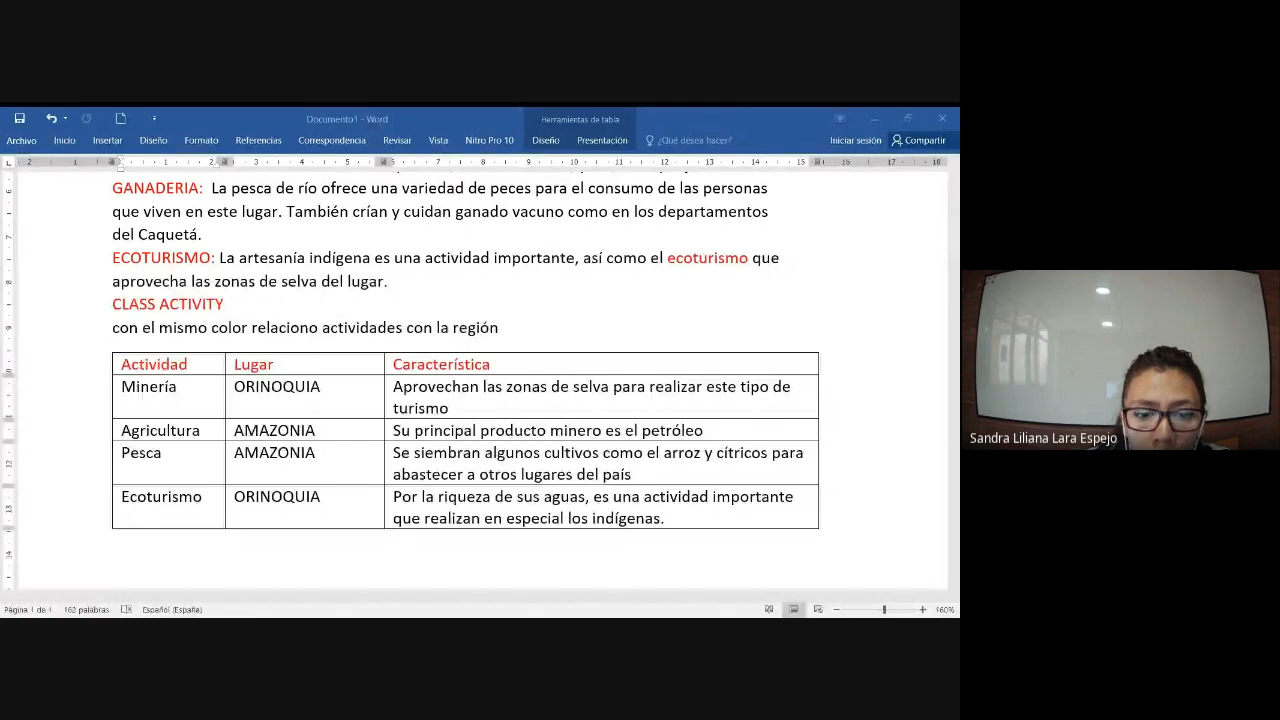 Documento1 - Word
Herramientas de tabla
Archivo Inicio Insertar Diseño Formato Referencias Correspondencia Revisar Vista Nitro Pro 10 Diseño Presentación ¿Qué desea hacer? Iniciar sesión Compartir
GANADERIA: La pesca de río ofrece una variedad de peces para el consumo de las personas
que viven en este lugar. También crían y cuidan ganado vacuno como en los departamentos
del Caquetá.
ECOTURISMO: La artesanía indígena es una actividad importante, así como el ecoturismo que
aprovecha las zonas de selva del lugar.
CLASS ACTIVITY
con el mismo color relaciono actividades con la región
Actividad Lugar Característica
Minería ORINOQUIA Aprovechan las zonas de selva para realizar este tipo de
turismo
Agricultura AMAZONIA Su principal producto minero es el petróleo
Pesca AMAZONIA Se siembran algunos cultivos como el arroz y cítricos para
abastecer a otros lugares del país
Ecoturismo ORINOQUIA Por la riqueza de sus aguas, es una actividad importante
que realizan en especial los indígenas.
Página 1 de 1 162 palabras Español (España) 160%
Sandra Liliana Lara Espejo